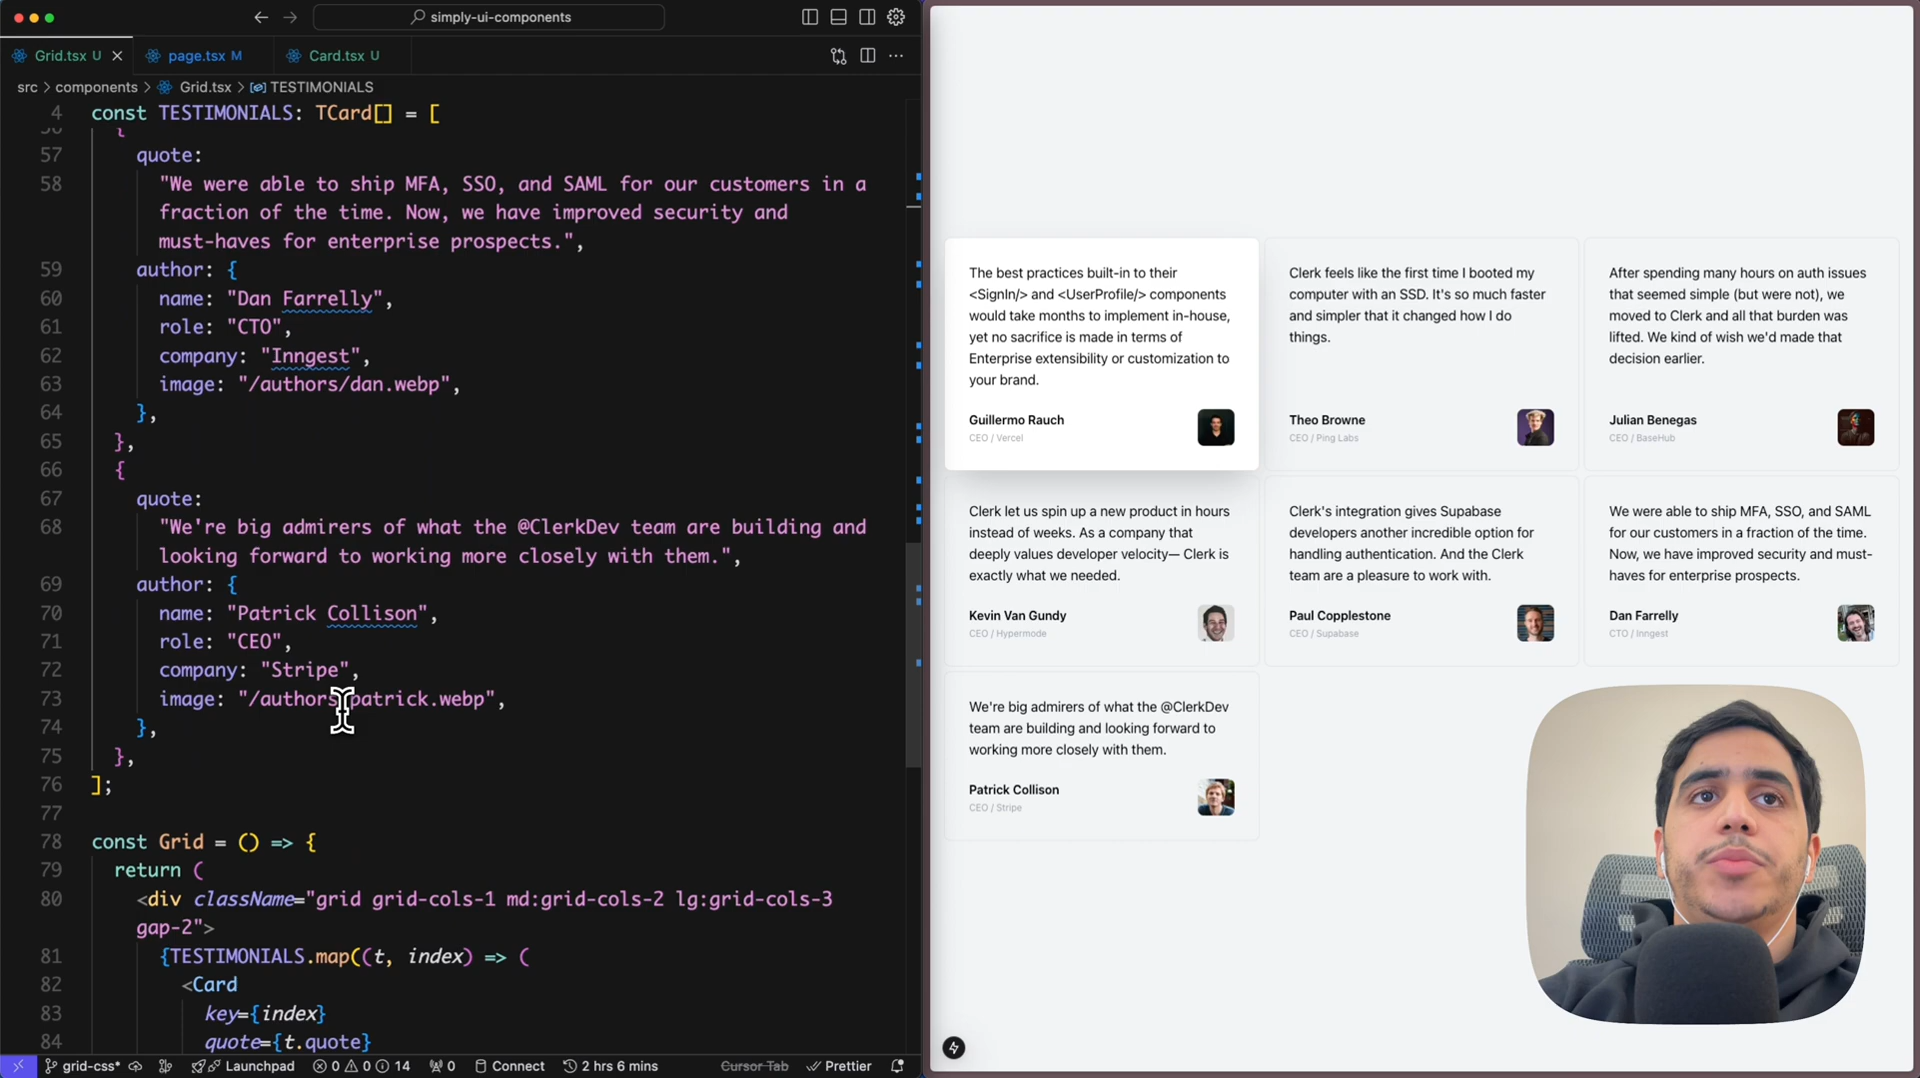 simply-ui-components
Grid.tsx U
page.tsx M
Card.tsx U
src > components > Grid.tsx > TESTIMONIALS
4 const TESTIMONIALS: TCard[] = [
56 {
57 quote:
58 "We were able to ship MFA, SSO, and SAML for our customers in a
fraction of the time. Now, we have improved security and
must-haves for enterprise prospects.",
59 author: {
60 name: "Dan Farrelly",
61 role: "CTO",
62 company: "Inngest",
63 image: "/authors/dan.webp",
64 },
65 },
66 {
67 quote:
68 "We're big admirers of what the @ClerkDev team are building and
looking forward to working more closely with them.",
69 author: {
70 name: "Patrick Collison",
71 role: "CEO",
72 company: "Stripe",
73 image: "/authors/patrick.webp",
74 },
75 },
76 ];
77
78 const Grid = () => {
79 return (
80 <div className="grid grid-cols-1 md:grid-cols-2 lg:grid-cols-3
gap-2">
81 {TESTIMONIALS.map((t, index) => (
82 <Card
83 key={index}
84 quote={t.quote}
grid-css* Launchpad 0 0 14 0 Connect 2 hrs 6 mins Cursor Tab Prettier
The best practices built-in to their
<SignIn/> and <UserProfile/> components
would take months to implement in-house,
yet no sacrifice is made in terms of
Enterprise extensibility or customization to
your brand.
Guillermo Rauch
CEO / Vercel
Clerk feels like the first time I booted my
computer with an SSD. It's so much faster
and simpler that it changed how I do
things.
Theo Browne
CEO / Ping Labs
After spending many hours on auth issues
that seemed simple (but were not), we
moved to Clerk and all that burden was
lifted. We kind of wish we'd made that
decision earlier.
Julian Benegas
CEO / BaseHub
Clerk let us spin up a new product in hours
instead of weeks. As a company that
deeply values developer velocity— Clerk is
exactly what we needed.
Kevin Van Gundy
CEO / Hypermode
Clerk's integration gives Supabase
developers another incredible option for
handling authentication. And the Clerk
team are a pleasure to work with.
Paul Copplestone
CEO / Supabase
We were able to ship MFA, SSO, and SAML
for our customers in a fraction of the time.
Now, we have improved security and must-
haves for enterprise prospects.
Dan Farrelly
CTO / Inngest
We're big admirers of what the @ClerkDev
team are building and looking forward to
working more closely with them.
Patrick Collison
CEO / Stripe